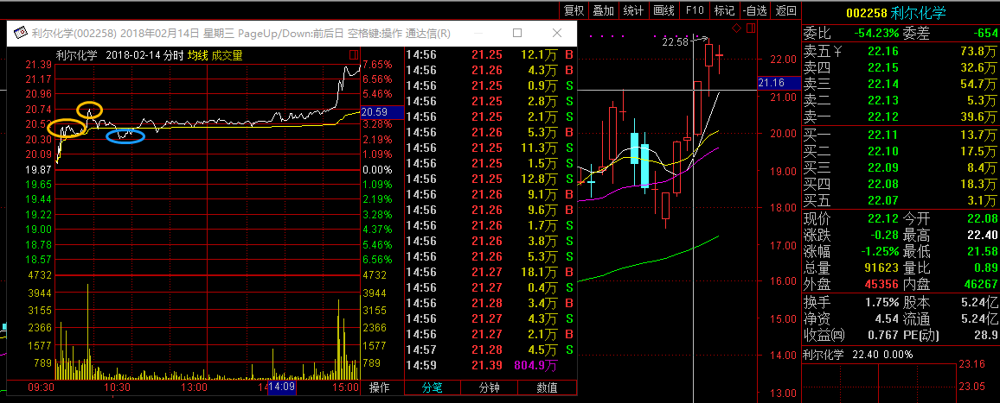 复权 叠加 统计 画线 F10 标记 -自选 返回
002258 利尔化学
利尔化学(002258) 2018年02月14日 星期三 PageUp/Down:前后日 空格键:操作 通达信(R)
利尔化学 2018-02-14 分时 均线 成交量
21.39 7.65%
21.17 6.56%
20.96 5.46%
20.74
20.59
20.52 3.28%
20.30 2.19%
20.09 1.09%
19.87 0.00%
19.65 1.09%
19.44 2.19%
19.22 3.28%
19.00 4.37%
18.78 5.46%
18.57 6.56%
4732 4732
3944 3944
3155 3155
2366 2366
1577 1577
789 789
09:30 10:30 13:00 14:09 15:00 操作
14:56 21.25 12.1万 B
14:56 21.26 4.3万 B
14:56 21.25 0.9万 S
14:56 21.25 2.8万 S
14:56 21.25 2.1万 S
14:56 21.26 5.3万 B
14:56 21.25 11.3万 S
14:56 21.25 1.5万 S
14:56 21.25 12.8万 S
14:56 21.26 9.1万 B
14:56 21.26 9.6万 B
14:56 21.26 1.7万 S
14:56 21.26 3.8万 S
14:56 21.26 5.3万 S
14:56 21.27 18.1万 B
14:56 21.27 0.4万 S
14:56 21.28 3.4万 B
14:56 21.27 4.3万 S
14:56 21.27 2.1万 B
14:57 21.28 4.5万 S
14:59 21.39 804.9万
分笔 分钟 数值
22.58
22.00
21.16
21.00
20.00
19.00
18.00
17.00
16.00
15.00
14.00
13.00
委比 -54.23% 委差 -654
卖五 ¥ 22.16 73.8万
卖四 22.15 32.6万
卖三 22.14 54.7万
卖二 22.13 5.3万
卖一 22.12 39.6万
买一 22.11 13.7万
买二 22.10 17.5万
买三 22.09 8.4万
买四 22.08 18.3万
买五 22.07 3.1万
现价 22.12 今开 22.08
涨跌 -0.28 最高 22.40
涨幅 -1.25% 最低 21.58
总量 91623 量比 0.89
外盘 45356 内盘 46267
换手 1.75% 股本 5.24亿
净资 4.54 流通 5.24亿
收益㈣ 0.767 PE(动) 28.9
利尔化学 22.40 0.00%
23.16
23.05